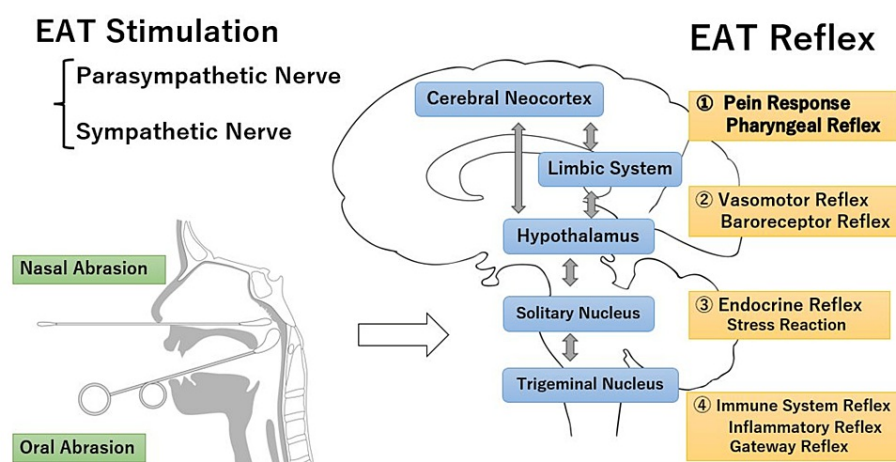 EAT Stimulation
Parasympathetic Nerve
Sympathetic Nerve
Nasal Abrasion
Oral Abrasion
Cerebral Neocortex
Limbic System
Hypothalamus
Solitary Nucleus
Trigeminal Nucleus
EAT Reflex
① Pein Response
Pharyngeal Reflex
② Vasomotor Reflex
Baroreceptor Reflex
③ Endocrine Reflex
Stress Reaction
④ Immune System Reflex
Inflammatory Reflex
Gateway Reflex